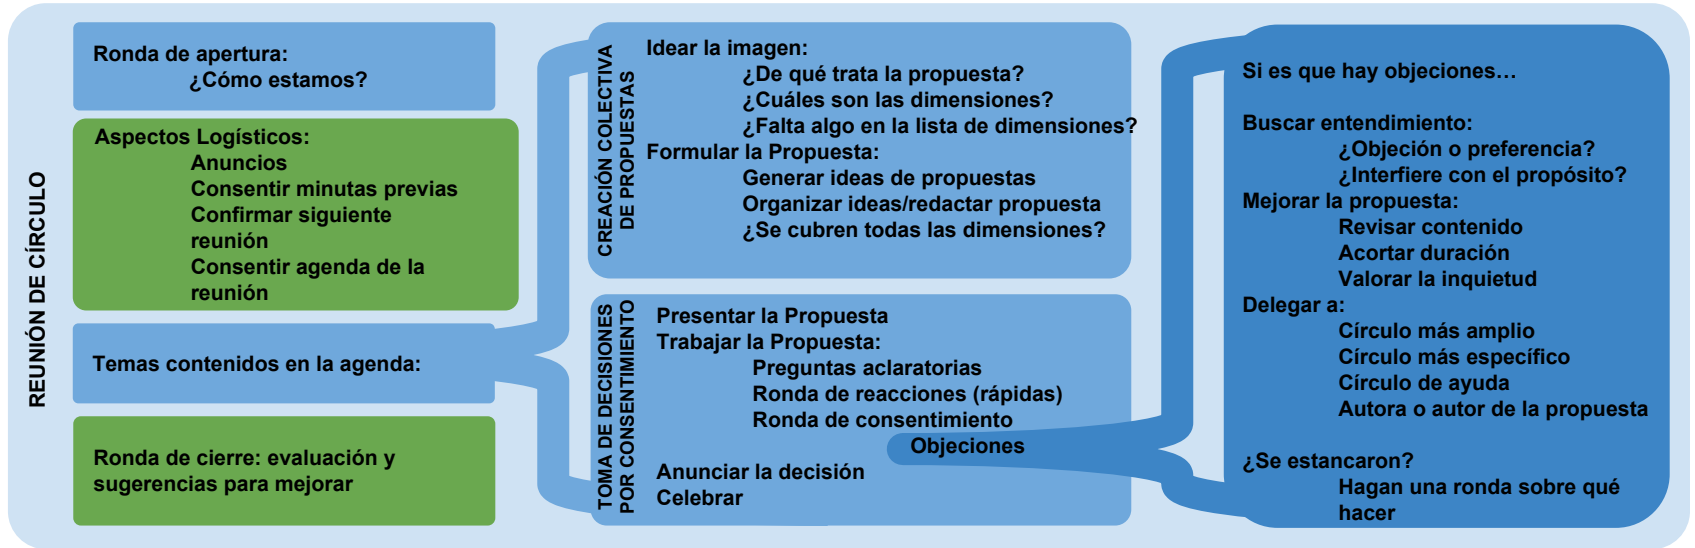 REUNIÓN DE CÍRCULO
Ronda de apertura:
¿Cómo estamos?
Aspectos Logísticos:
Anuncios
Consentir minutas previas
Confirmar siguiente
reunión
Consentir agenda de la
reunión
Temas contenidos en la agenda:
Ronda de cierre: evaluación y
sugerencias para mejorar
CREACIÓN COLECTIVA
DE PROPUESTAS
Idear la imagen:
¿De qué trata la propuesta?
¿Cuáles son las dimensiones?
¿Falta algo en la lista de dimensiones?
Formular la Propuesta:
Generar ideas de propuestas
Organizar ideas/redactar propuesta
¿Se cubren todas las dimensiones?
TOMA DE DECISIONES
POR CONSENTIMIENTO
Presentar la Propuesta
Trabajar la Propuesta:
Preguntas aclaratorias
Ronda de reacciones (rápidas)
Ronda de consentimiento
Objeciones
Anunciar la decisión
Celebrar
Si es que hay objeciones…
Buscar entendimiento:
¿Objeción o preferencia?
¿Interfiere con el propósito?
Mejorar la propuesta:
Revisar contenido
Acortar duración
Valorar la inquietud
Delegar a:
Círculo más amplio
Círculo más específico
Círculo de ayuda
Autora o autor de la propuesta
¿Se estancaron?
Hagan una ronda sobre qué
hacer